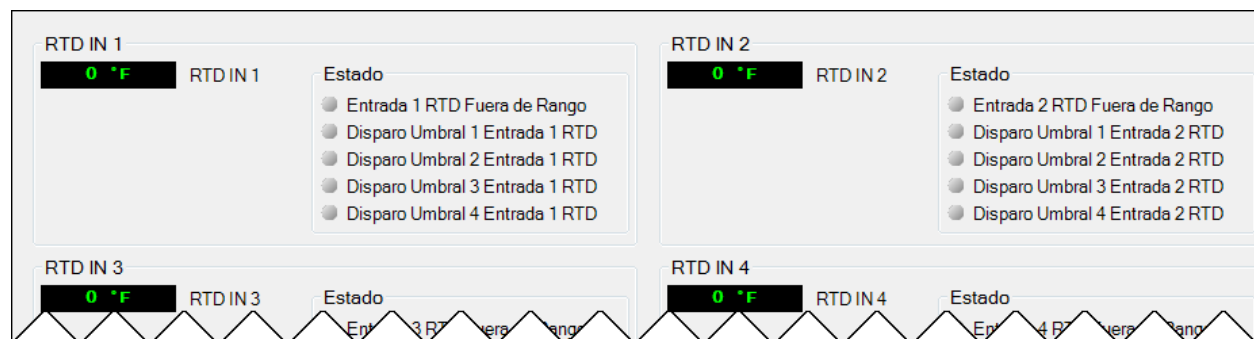 RTD IN 1
0 °F
RTD IN 1
Estado
Entrada 1 RTD Fuera de Rango
Disparo Umbral 1 Entrada 1 RTD
Disparo Umbral 2 Entrada 1 RTD
Disparo Umbral 3 Entrada 1 RTD
Disparo Umbral 4 Entrada 1 RTD
RTD IN 2
0 °F
RTD IN 2
Estado
Entrada 2 RTD Fuera de Rango
Disparo Umbral 1 Entrada 2 RTD
Disparo Umbral 2 Entrada 2 RTD
Disparo Umbral 3 Entrada 2 RTD
Disparo Umbral 4 Entrada 2 RTD
RTD IN 3
0 °F
RTD IN 3
Estado
RTD IN 4
0 °F
RTD IN 4
Estado